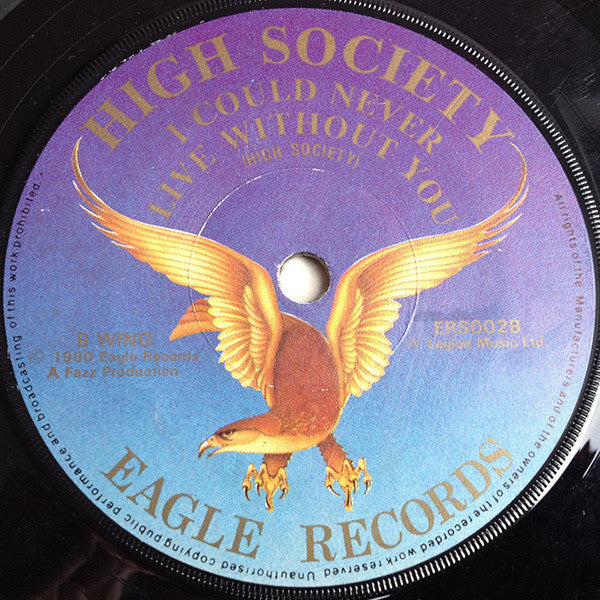 HIGH SOCIETY
I COULD NEVER
LIVE WITHOUT YOU
(HIGH SOCIETY)
B WING
© 1980 Eagle Records
A Fazz Production
ERS002B
Legion Music Ltd.
EAGLE RECORDS
All rights of the Manufacturers and of the owners of the recorded work reserved Unauthorised copying public performance and broadcasting of this work prohibited...